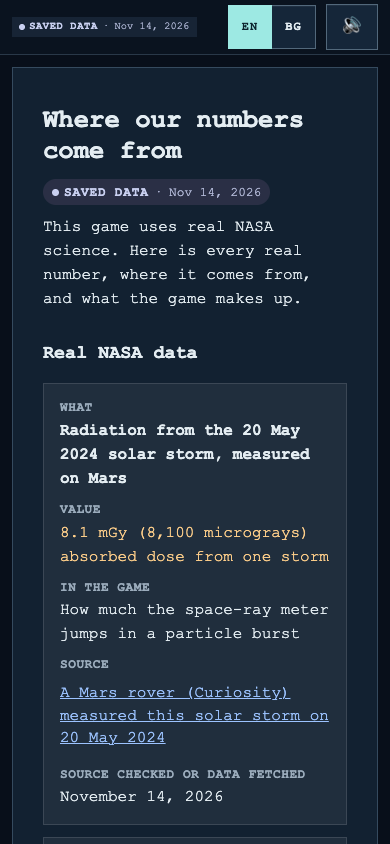 SAVED DATA · Nov 14, 2026
EN
BG
Where our numbers
come from
SAVED DATA · Nov 14, 2026
This game uses real NASA
science. Here is every real
number, where it comes from,
and what the game makes up.
Real NASA data
WHAT
Radiation from the 20 May
2024 solar storm, measured
on Mars
VALUE
8.1 mGy (8,100 micrograys)
absorbed dose from one storm
IN THE GAME
How much the space-ray meter
jumps in a particle burst
SOURCE
A Mars rover (Curiosity)
measured this solar storm on
20 May 2024
SOURCE CHECKED OR DATA FETCHED
November 14, 2026